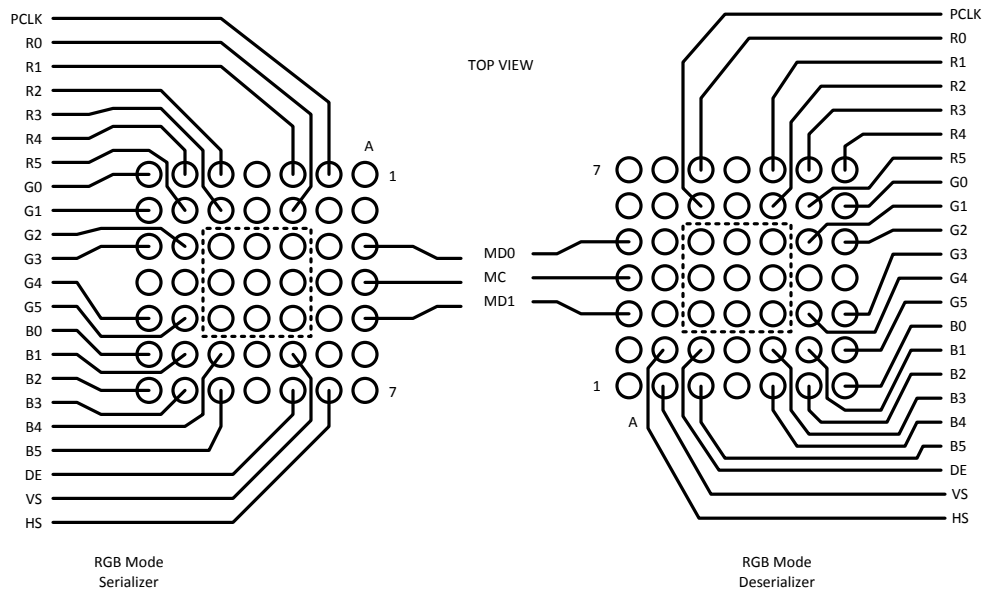 PCLK
R0
R1
R2
R3
R4
R5
G0
G1
G2
G3
G4
G5
B0
B1
B2
B3
B4
B5
DE
VS
HS
A
1
7
RGB Mode
Serializer
TOP VIEW
MD0
MC
MD1
7
1
A
PCLK
R0
R1
R2
R3
R4
R5
G0
G1
G2
G3
G4
G5
B0
B1
B2
B3
B4
B5
DE
VS
HS
RGB Mode
Deserializer